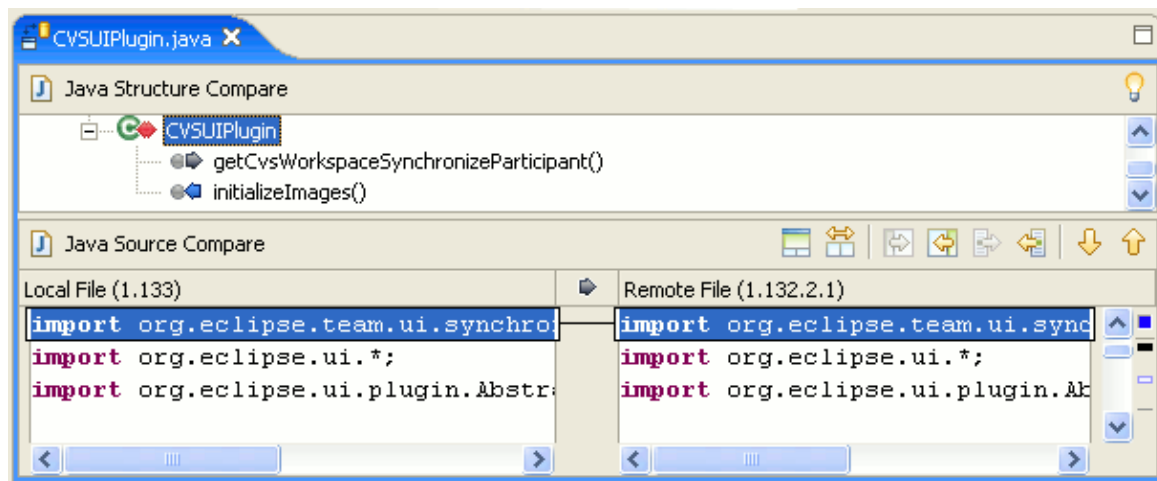 CVSUIPlugin.java
Java Structure Compare
CVSUIPlugin
getCvsWorkspaceSynchronizeParticipant()
initializeImages()
Java Source Compare
Local File (1.133)
Remote File (1.132.2.1)
import org.eclipse.team.ui.synchro
import org.eclipse.team.ui.sync
import org.eclipse.ui.*;
import org.eclipse.ui.*;
import org.eclipse.ui.plugin.Abstr
import org.eclipse.ui.plugin.Ab